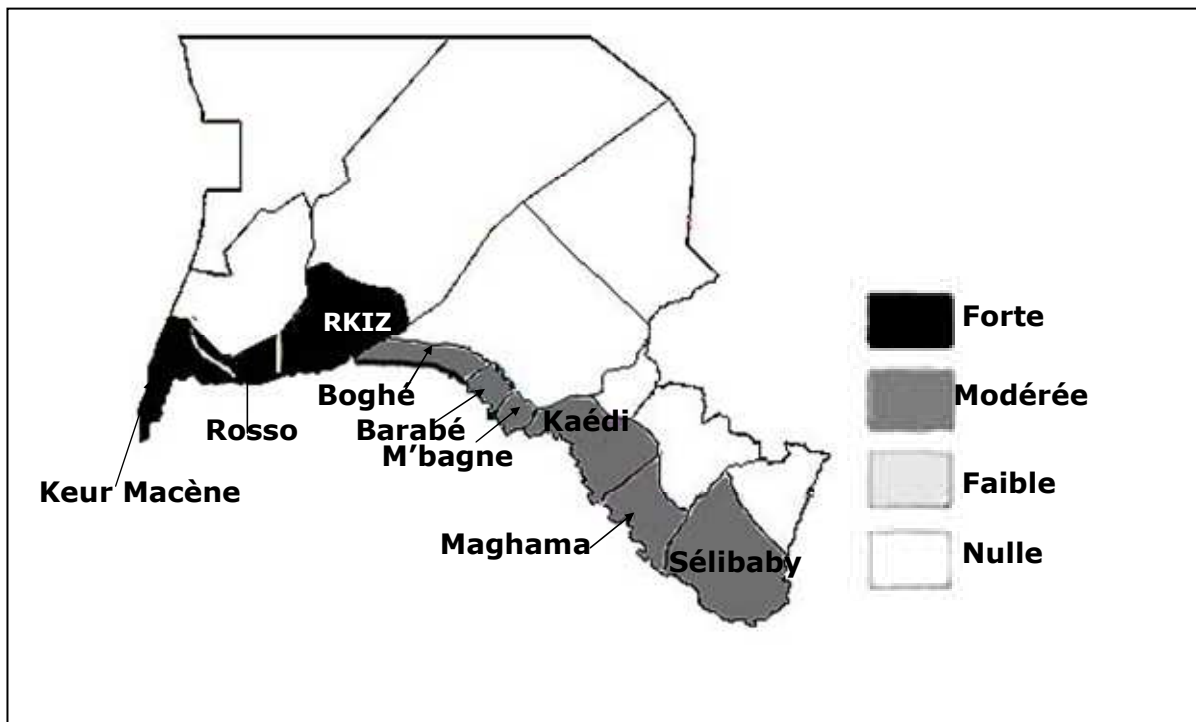 RKIZ
Boghé
Barabé
M'bagne
Kaédi
Rosso
Keur Macène
Maghama
Sélibaby
Forte
Modérée
Faible
Nulle